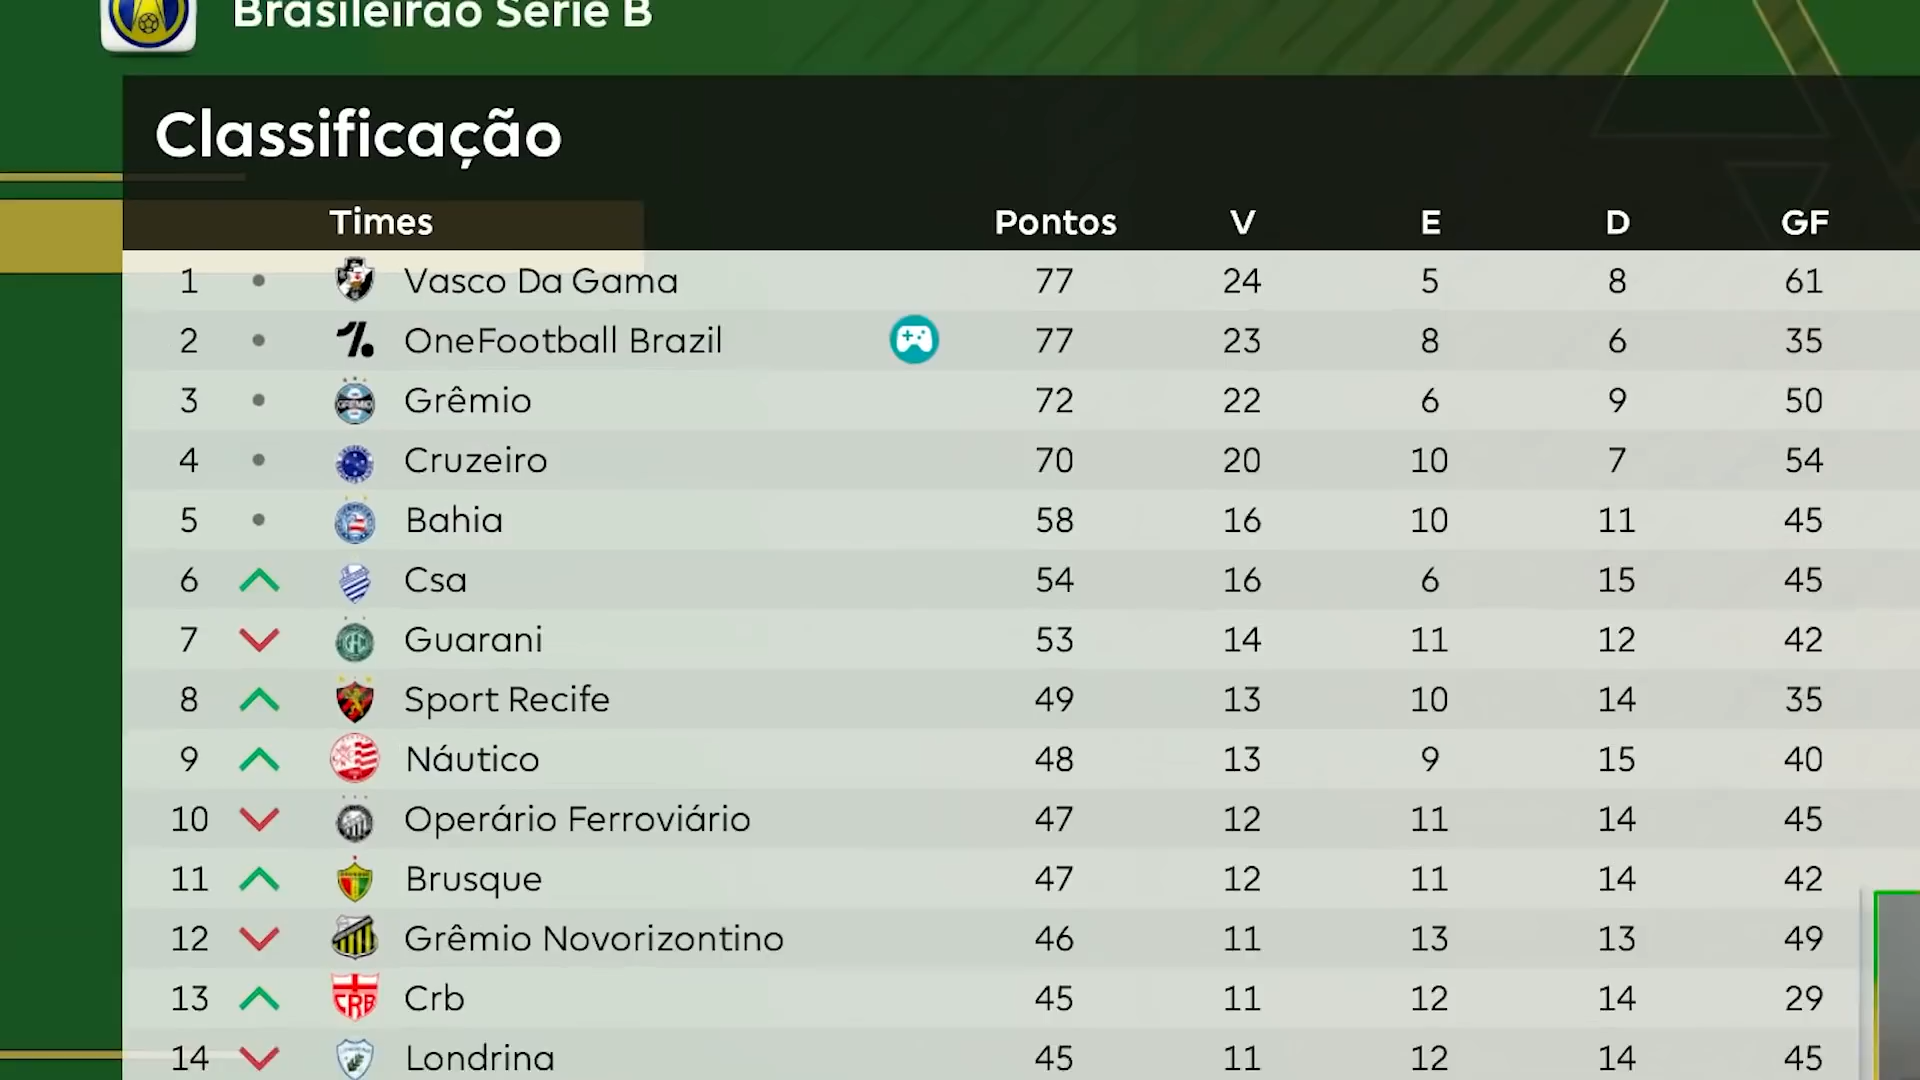 Brasileirão Série B
Classificação
Times Pontos V E D GF
1 Vasco Da Gama 77 24 5 8 61
2 OneFootball Brazil 77 23 8 6 35
3 Grêmio 72 22 6 9 50
4 Cruzeiro 70 20 10 7 54
5 Bahia 58 16 10 11 45
6 Csa 54 16 6 15 45
7 Guarani 53 14 11 12 42
8 Sport Recife 49 13 10 14 35
9 Náutico 48 13 9 15 40
10 Operário Ferroviário 47 12 11 14 45
11 Brusque 47 12 11 14 42
12 Grêmio Novorizontino 46 11 13 13 49
13 Crb 45 11 12 14 29
14 Londrina 45 11 12 14 45